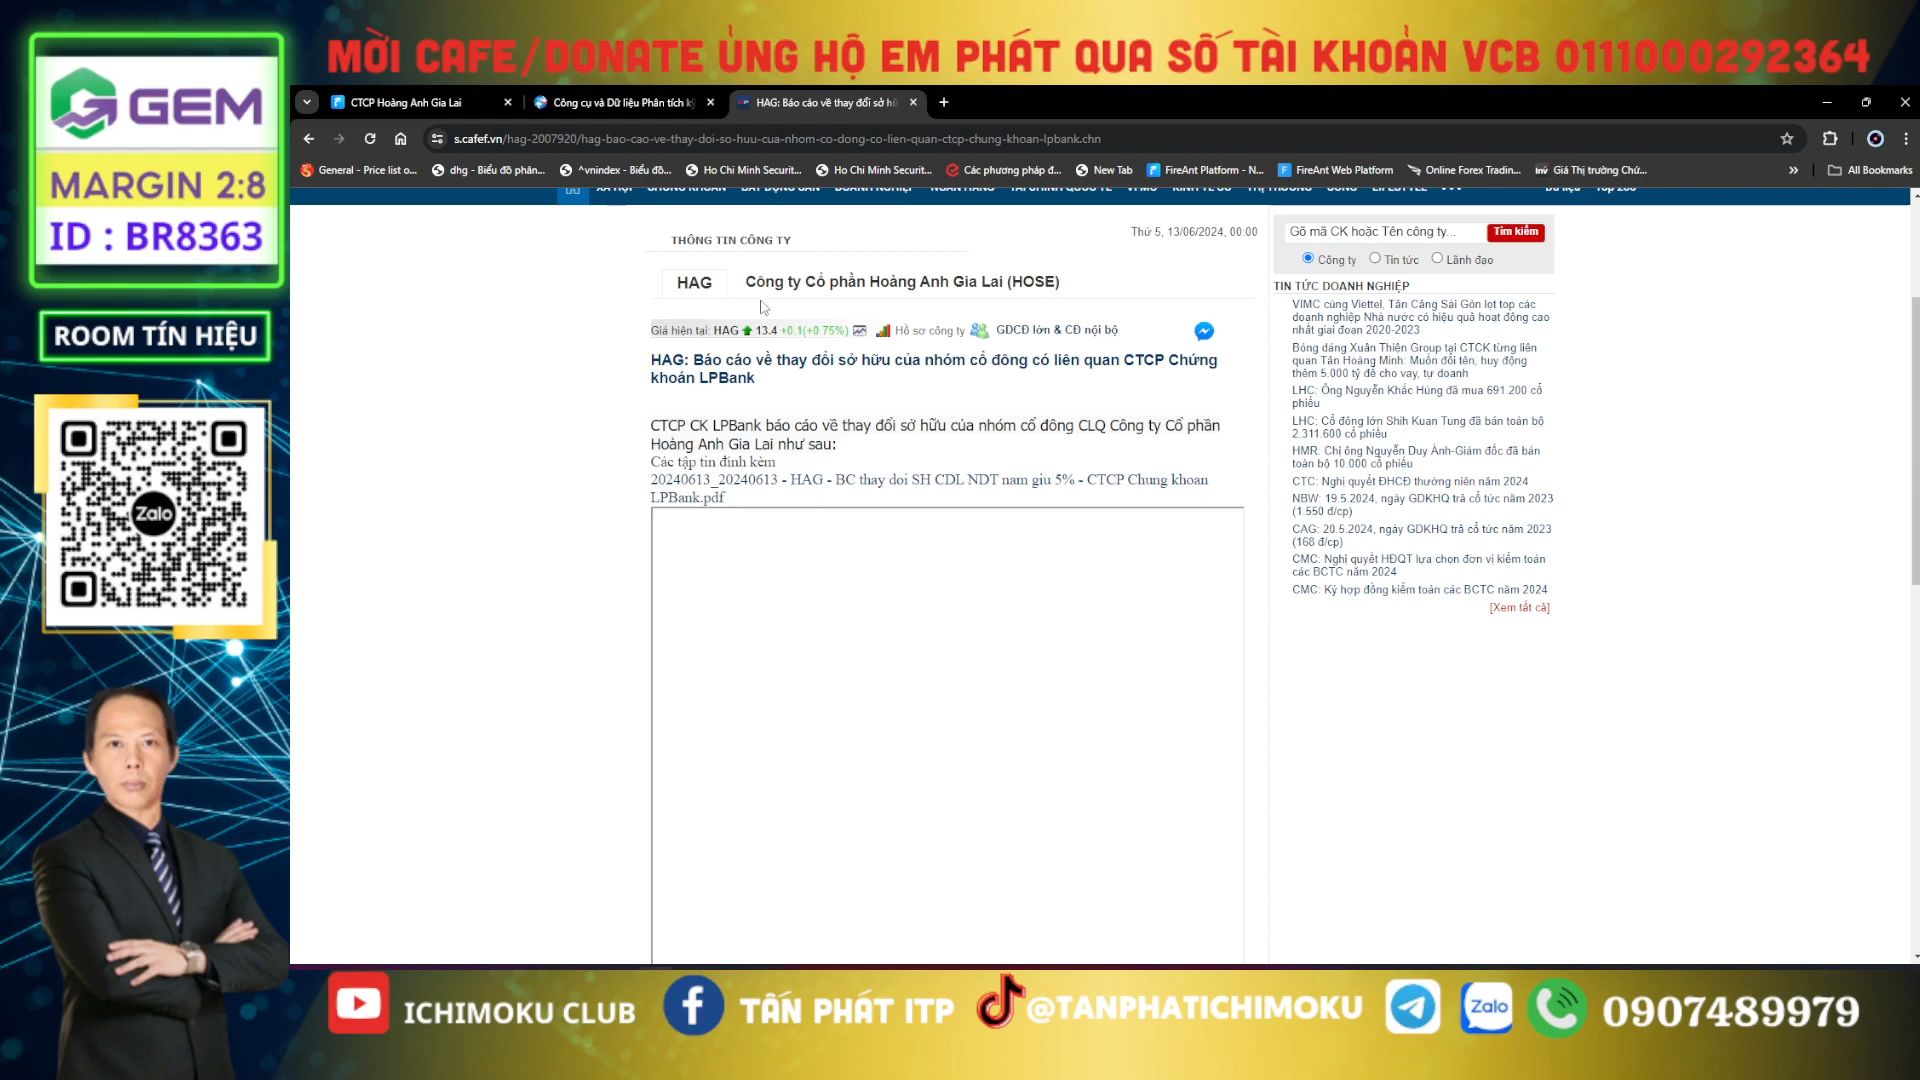 MỜI CAFE/DONATE ỦNG HỘ EM PHÁT QUA SỐ TÀI KHOẢN VCB 0111000292364
GEM
MARGIN 2:8
ID : BR8363
ROOM TÍN HIỆU
Zalo
CTCP Hoàng Anh Gia Lai
Công cụ và Dữ liệu Phân tích kỹ
HAG: Báo cáo về thay đổi sở hữ
s.cafef.vn/hag-2007920/hag-bao-cao-ve-thay-doi-so-huu-cua-nhom-co-dong-co-lien-quan-ctcp-chung-khoan-lpbank.chn
General - Price list o...
dhg - Biểu đồ phân...
^vnindex - Biểu đồ...
Ho Chi Minh Securit...
Ho Chi Minh Securit...
Các phương pháp đ...
New Tab
FireAnt Platform - N...
FireAnt Web Platform
Online Forex Tradin...
Giá Thị trường Chứ...
All Bookmarks
THÔNG TIN CÔNG TY
Thứ 5, 13/06/2024, 00:00
HAG
Công ty Cổ phần Hoàng Anh Gia Lai (HOSE)
Giá hiện tại: HAG 13.4 +0.1(+0.75%) Hồ sơ công ty GDCĐ lớn & CĐ nội bộ
HAG: Báo cáo về thay đổi sở hữu của nhóm cổ đông có liên quan CTCP Chứng
khoán LPBank
CTCP CK LPBank báo cáo về thay đổi sở hữu của nhóm cổ đông CLQ Công ty Cổ phần
Hoàng Anh Gia Lai như sau:
Các tập tin đính kèm
20240613_20240613 - HAG - BC thay doi SH CDL NDT nam giu 5% - CTCP Chung khoan
LPBank.pdf
Gõ mã CK hoặc Tên công ty...
Tìm kiếm
Công ty Tin tức Lãnh đạo
TIN TỨC DOANH NGHIỆP
VIMC cùng Viettel, Tân Cảng Sài Gòn lọt top các
doanh nghiệp Nhà nước có hiệu quả hoạt động cao
nhất giai đoạn 2020-2023
Bóng dáng Xuân Thiện Group tại CTCK từng liên
quan Tân Hoàng Minh: Muốn đổi tên, huy động
thêm 5.000 tỷ để cho vay, tự doanh
LHC: Ông Nguyễn Khắc Hùng đã mua 691.200 cổ
phiếu
LHC: Cổ đông lớn Shih Kuan Tung đã bán toàn bộ
2.311.600 cổ phiếu
HMR: Chị ông Nguyễn Duy Ánh-Giám đốc đã bán
toàn bộ 10.000 cổ phiếu
CTC: Nghị quyết ĐHCĐ thường niên năm 2024
NBW: 19.5.2024, ngày GDKHQ trả cổ tức năm 2023
(1.550 đ/cp)
CAG: 20.5.2024, ngày GDKHQ trả cổ tức năm 2023
(168 đ/cp)
CMC: Nghị quyết HĐQT lựa chọn đơn vị kiểm toán
các BCTC năm 2024
CMC: Ký hợp đồng kiểm toán các BCTC năm 2024
[Xem tất cả]
ICHIMOKU CLUB
TẤN PHÁT ITP
@TANPHATICHIMOKU
Zalo
0907489979